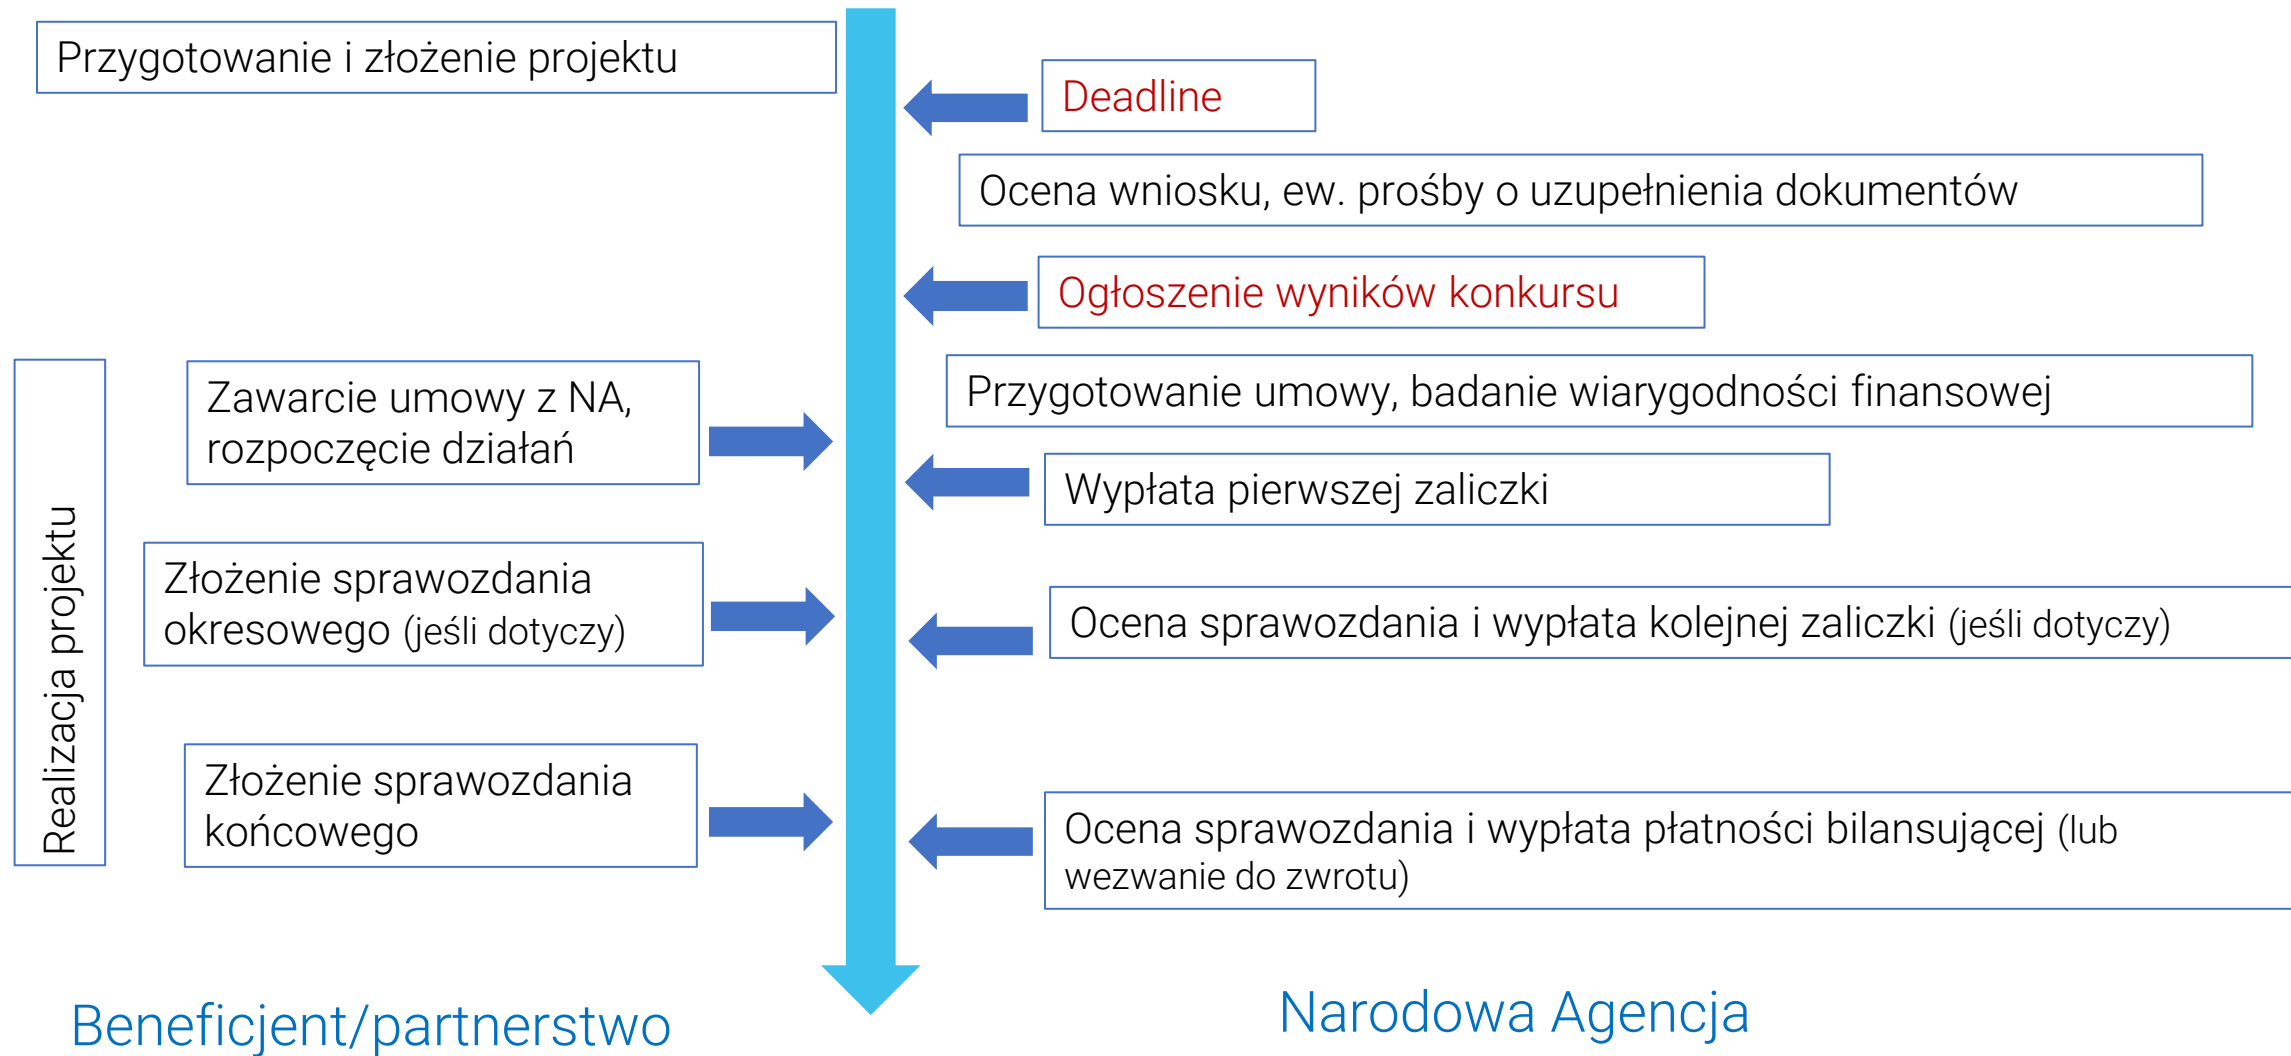 Przygotowanie i złożenie projektu
Deadline
Ocena wniosku, ew. prośby o uzupełnienia dokumentów
Ogłoszenie wyników konkursu
Realizacja projektu
Zawarcie umowy z NA,
rozpoczęcie działań
Przygotowanie umowy, badanie wiarygodności finansowej
Wypłata pierwszej zaliczki
Złożenie sprawozdania
okresowego (jeśli dotyczy)
Ocena sprawozdania i wypłata kolejnej zaliczki (jeśli dotyczy)
Złożenie sprawozdania
końcowego
Ocena sprawozdania i wypłata płatności bilansującej (lub
wezwanie do zwrotu)
Beneficjent/partnerstwo
Narodowa Agencja